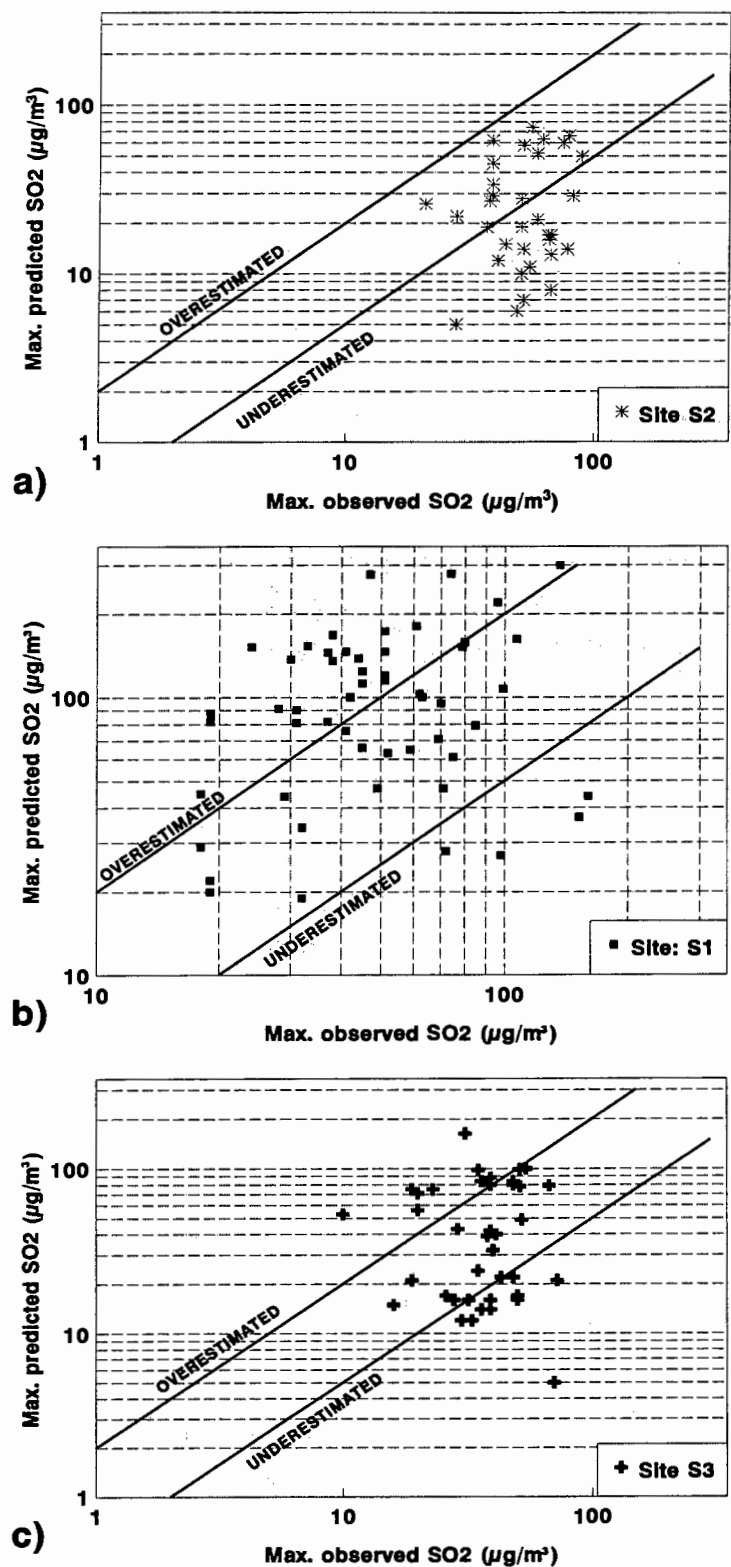 Max. predicted SO2 (µg/m³)
100
10
1
OVERESTIMATED
UNDERESTIMATED
✳ Site S2
1
10
100
a)
Max. observed SO2 (µg/m³)
Max. predicted SO2 (µg/m³)
100
10
OVERESTIMATED
UNDERESTIMATED
■ Site: S1
10
100
b)
Max. observed SO2 (µg/m³)
Max. predicted SO2 (µg/m³)
100
10
1
OVERESTIMATED
UNDERESTIMATED
✚ Site S3
1
10
100
c)
Max. observed SO2 (µg/m³)